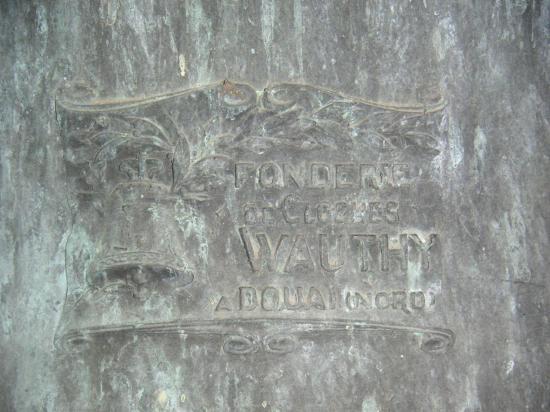 FONDERIE
DE CLOCHES
WAUTHY
A DOUAI (NORD)